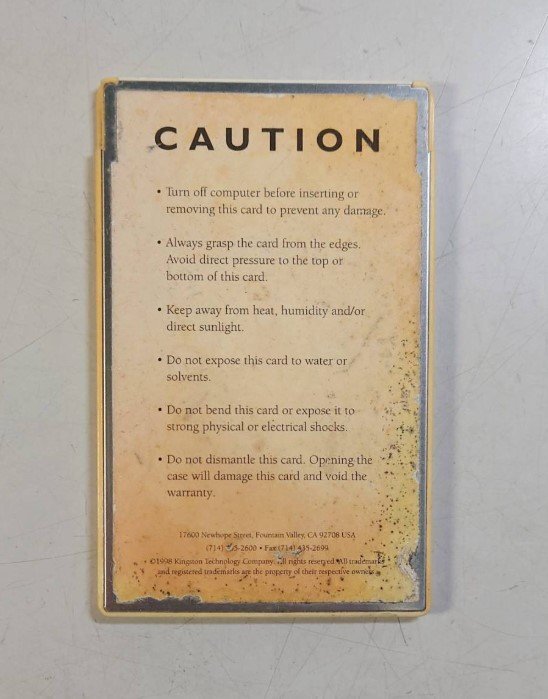 CAUTION
• Turn off computer before inserting or
removing this card to prevent any damage.
• Always grasp the card from the edges.
Avoid direct pressure to the top or
bottom of this card.
• Keep away from heat, humidity and/or
direct sunlight.
• Do not expose this card to water or
solvents.
• Do not bend this card or expose it to
strong physical or electrical shocks.
• Do not dismantle this card. Opening the
case will damage this card and void the
warranty.
17600 Newhope Street, Fountain Valley, CA 92708 USA
(714) • Fax (714) 435-2699
©1998 Kingston Technology Company. All rights reserved. All trademarks
and registered trademarks are the property of their respective owners.